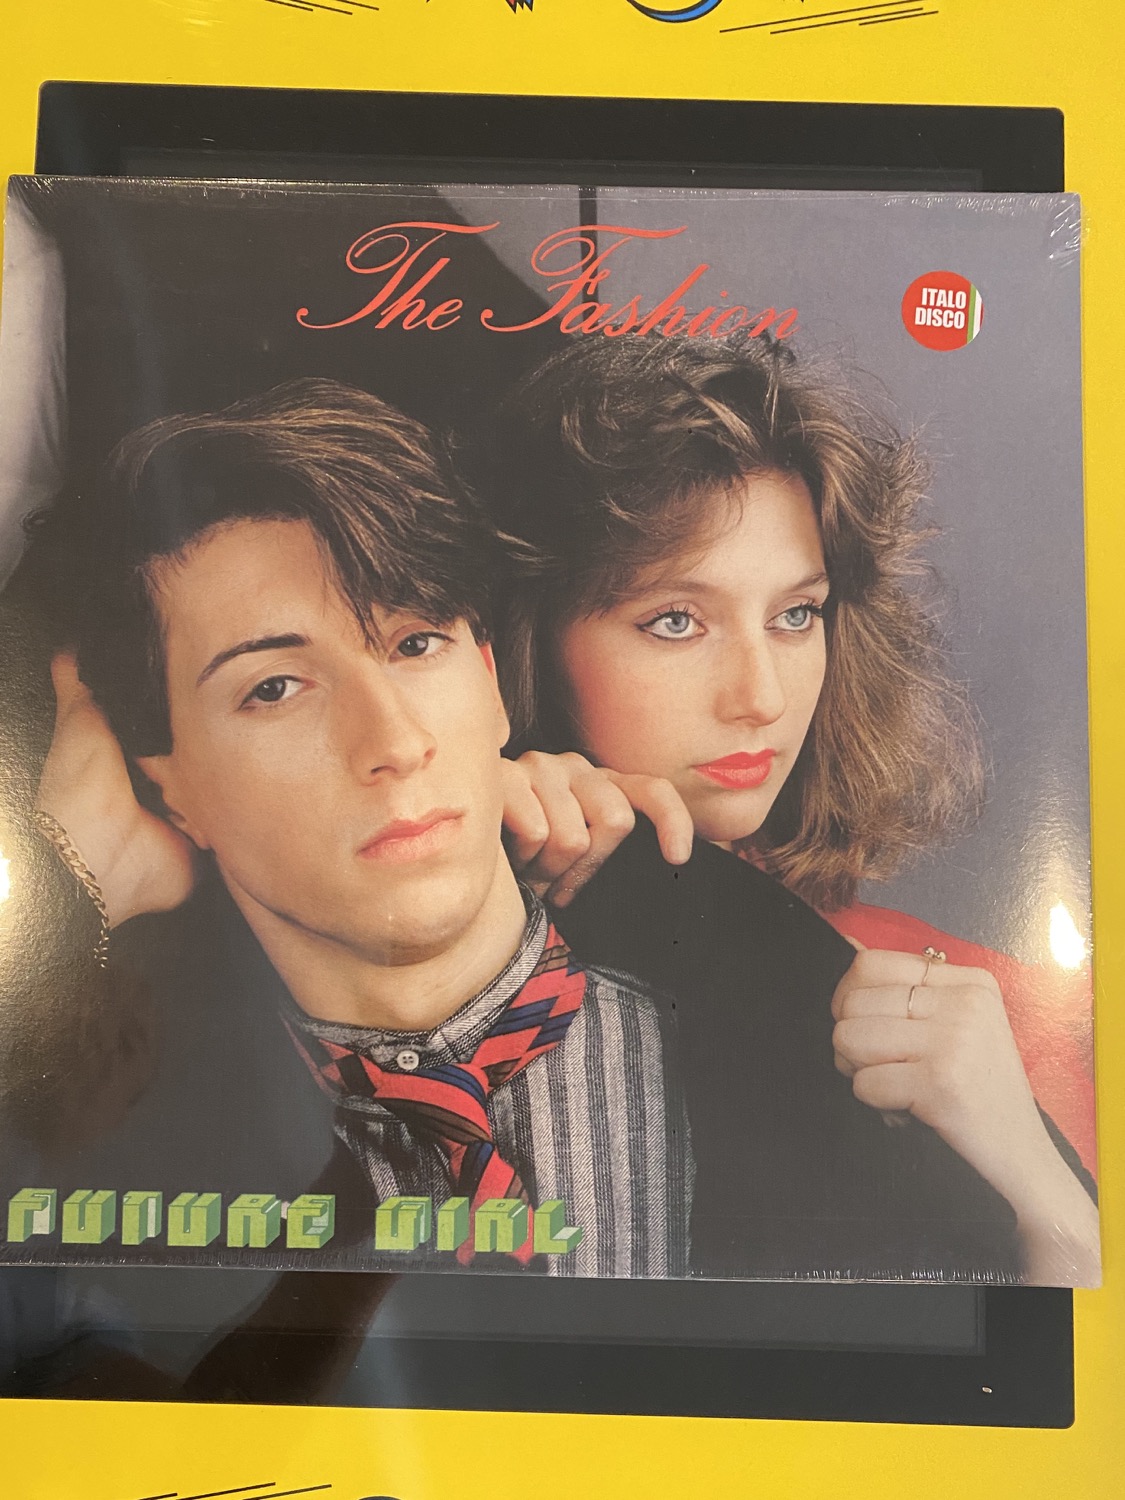 The Fashion
ITALO
DISCO
FUTURE GIRL